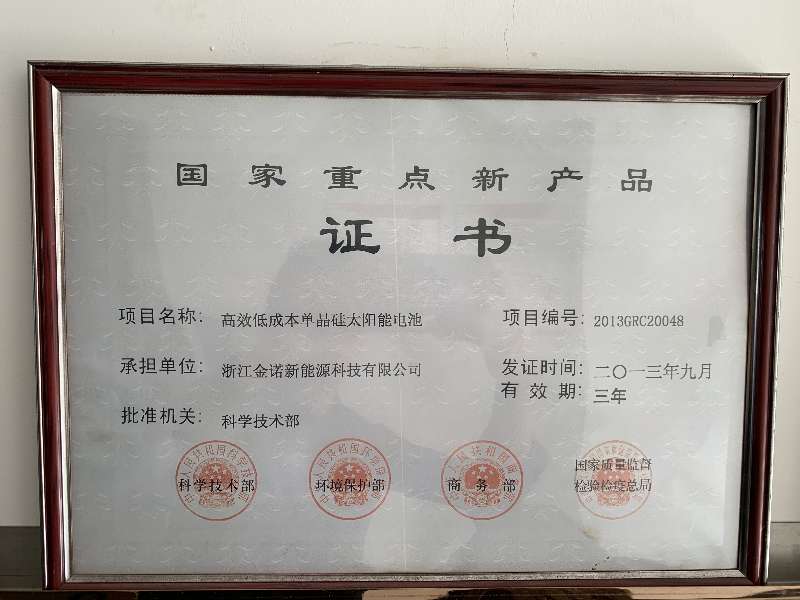 国家重点新产品
证书
项目名称：高效低成本单晶硅太阳能电池
项目编号：2013GRC20048
承担单位：浙江金诺新能源科技有限公司
发证时间：二〇一三年九月
有效期：三年
批准机关：科学技术部
科学技术部
环境保护部
商务部
国家质量监督
检验检疫总局